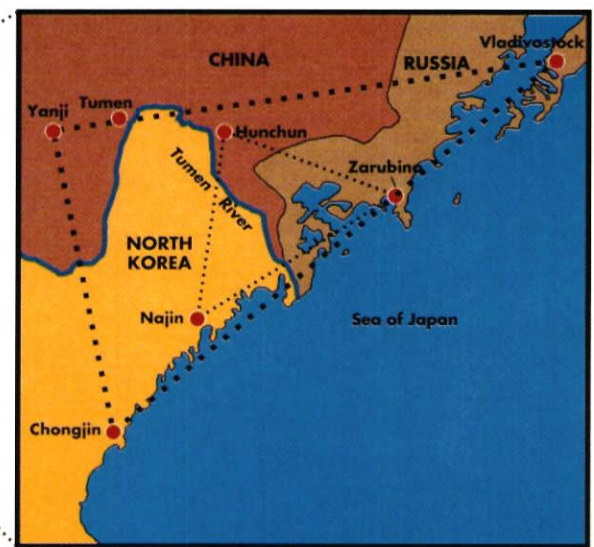 Vladivostock
CHINA
RUSSIA
Yanji
Tumen
Hunchun
Zarubino
Tumen River
NORTH
KOREA
Najin
Sea of Japan
Chongjin